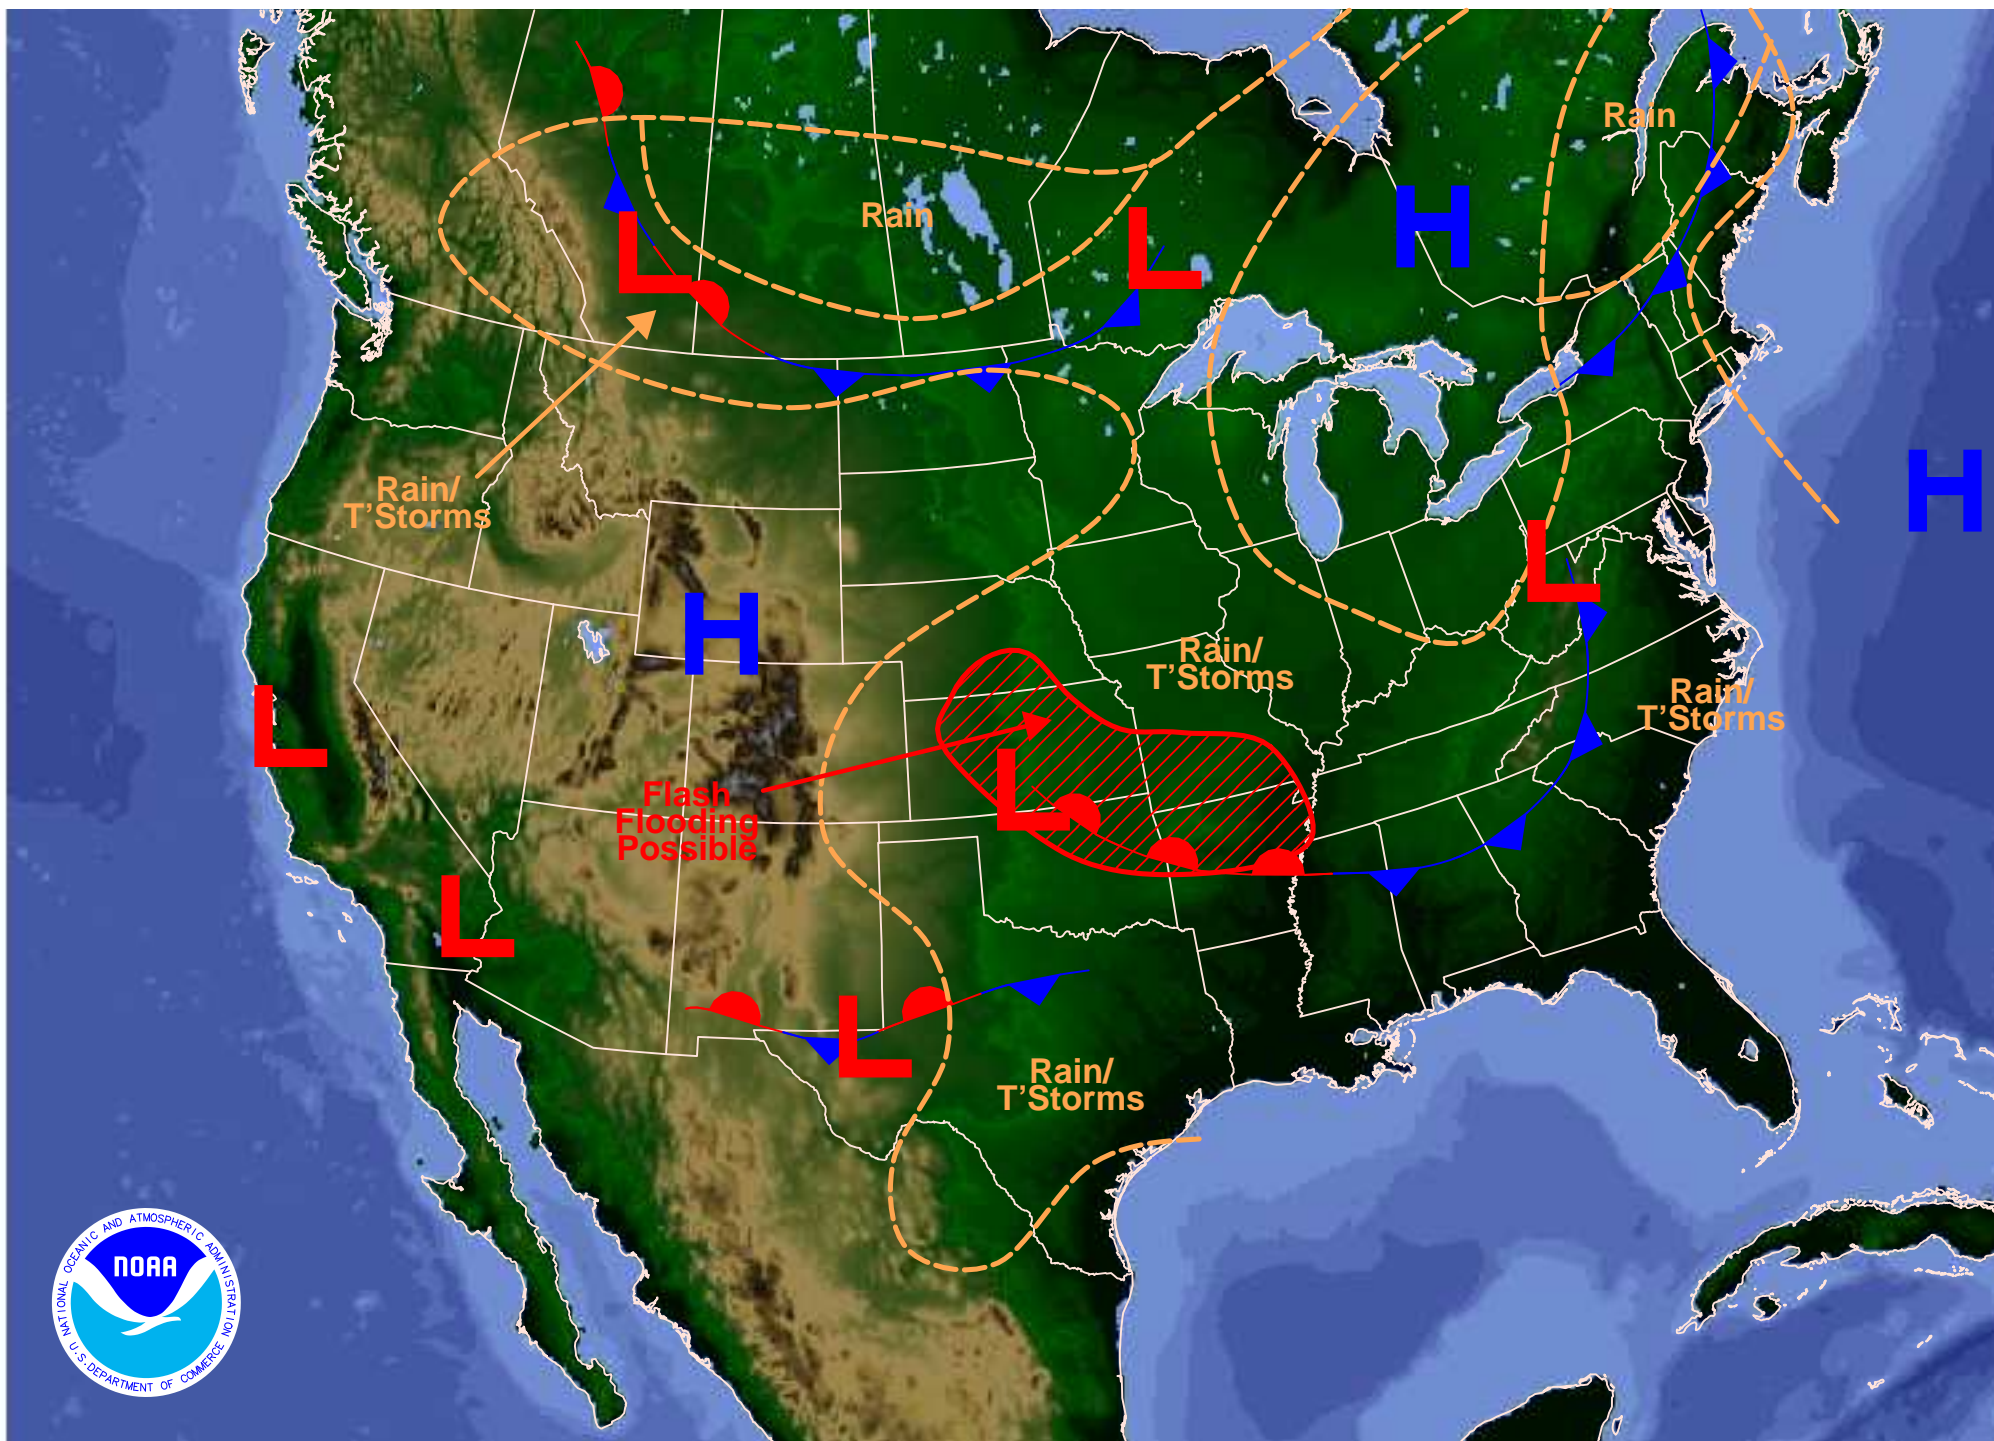 Rain
Rain
H
L
L
Rain/
T'Storms
H
L
H
Rain/
T'Storms
L
Rain/
T'Storms
L
Flash
Flooding
Possible
L
L
Rain/
T'Storms
NATIONAL OCEANIC AND ATMOSPHERIC ADMINISTRATION
NOAA
U.S. DEPARTMENT OF COMMERCE